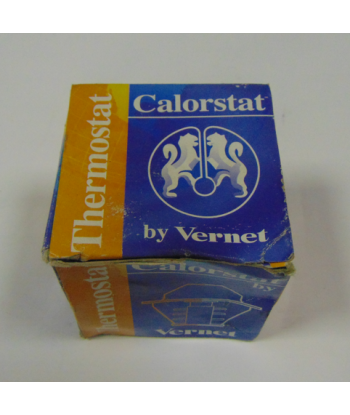 Thermostat
Calorstat
by Vernet
Thermostat
Calorstat
by
Vernet